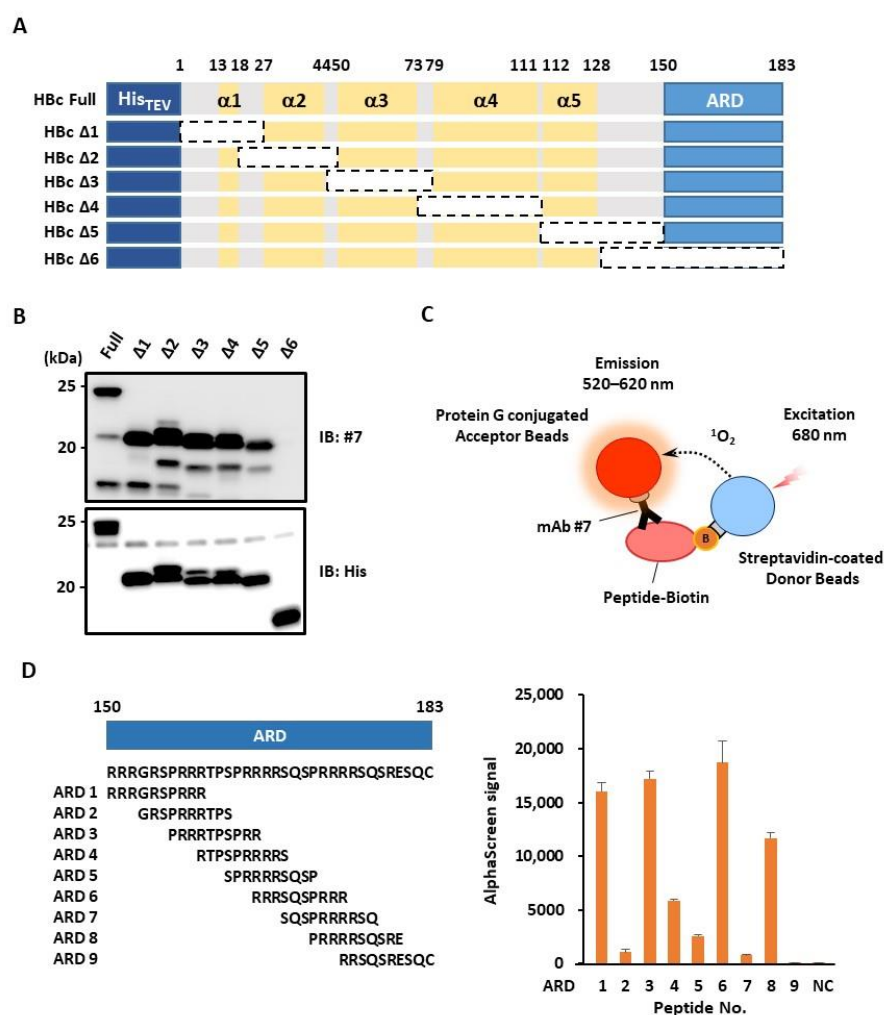 A
1 13 18 27 44 50 73 79 111 112 128 150 183
HBc Full His_TEV α1 α2 α3 α4 α5 ARD
HBc Δ1
HBc Δ2
HBc Δ3
HBc Δ4
HBc Δ5
HBc Δ6
B
(kDa) Full Δ1 Δ2 Δ3 Δ4 Δ5 Δ6
25
20
IB: #7
25
20
IB: His
C
Emission
520–620 nm
Protein G conjugated
Acceptor Beads
¹O₂
Excitation
680 nm
mAb #7
B
Peptide-Biotin
Streptavidin-coated
Donor Beads
D
150 183
ARD
RRRGRSPRRRTPSPRRRRSQSPRRRRSQSRESQC
ARD 1 RRRGRSPRRR
ARD 2 GRSPRRRTPS
ARD 3 PRRRTPSPRR
ARD 4 RTPSPRRRRS
ARD 5 SPRRRRSQSP
ARD 6 RRRSQSPRRR
ARD 7 SQSPRRRRSQ
ARD 8 PRRRRSQSRE
ARD 9 RRSQSRESQC
AlphaScreen signal
25,000
20,000
15,000
10,000
5000
0
ARD 1 2 3 4 5 6 7 8 9 NC
Peptide No.